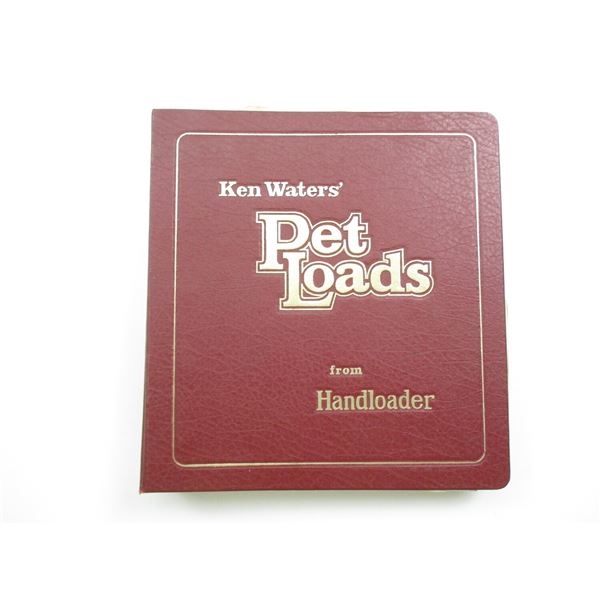 Ken Waters'
Pet
Loads
from
Handloader